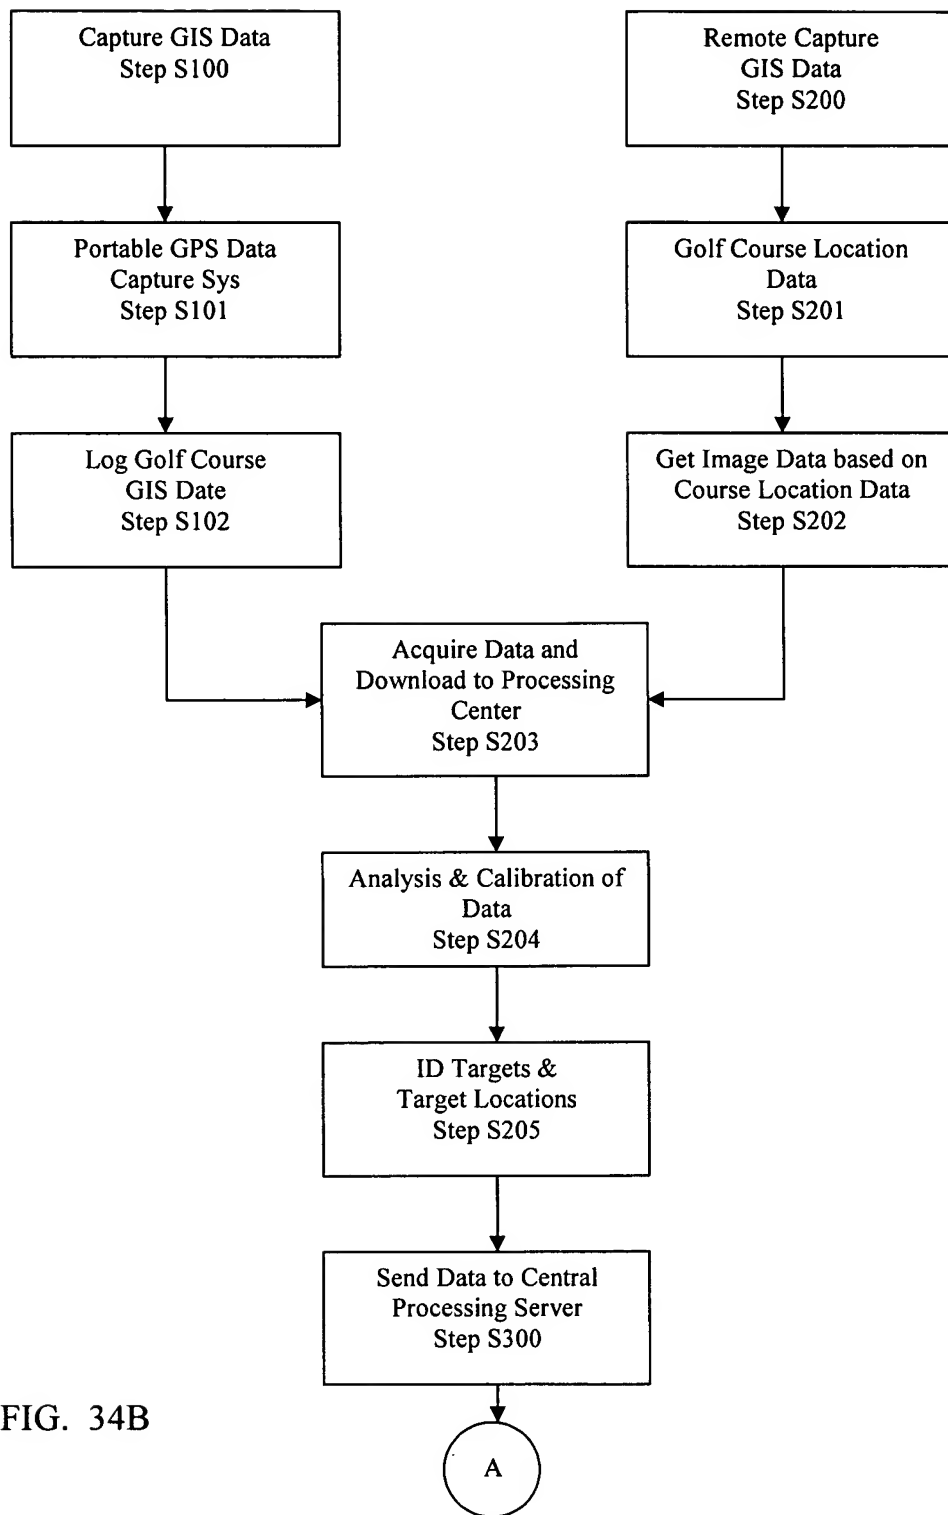 Capture GIS Data
Step S100
Remote Capture
GIS Data
Step S200
Portable GPS Data
Capture Sys
Step S101
Golf Course Location
Data
Step S201
Log Golf Course
GIS Date
Step S102
Get Image Data based on
Course Location Data
Step S202
Acquire Data and
Download to Processing
Center
Step S203
Analysis & Calibration of
Data
Step S204
ID Targets &
Target Locations
Step S205
Send Data to Central
Processing Server
Step S300
FIG. 34B
A